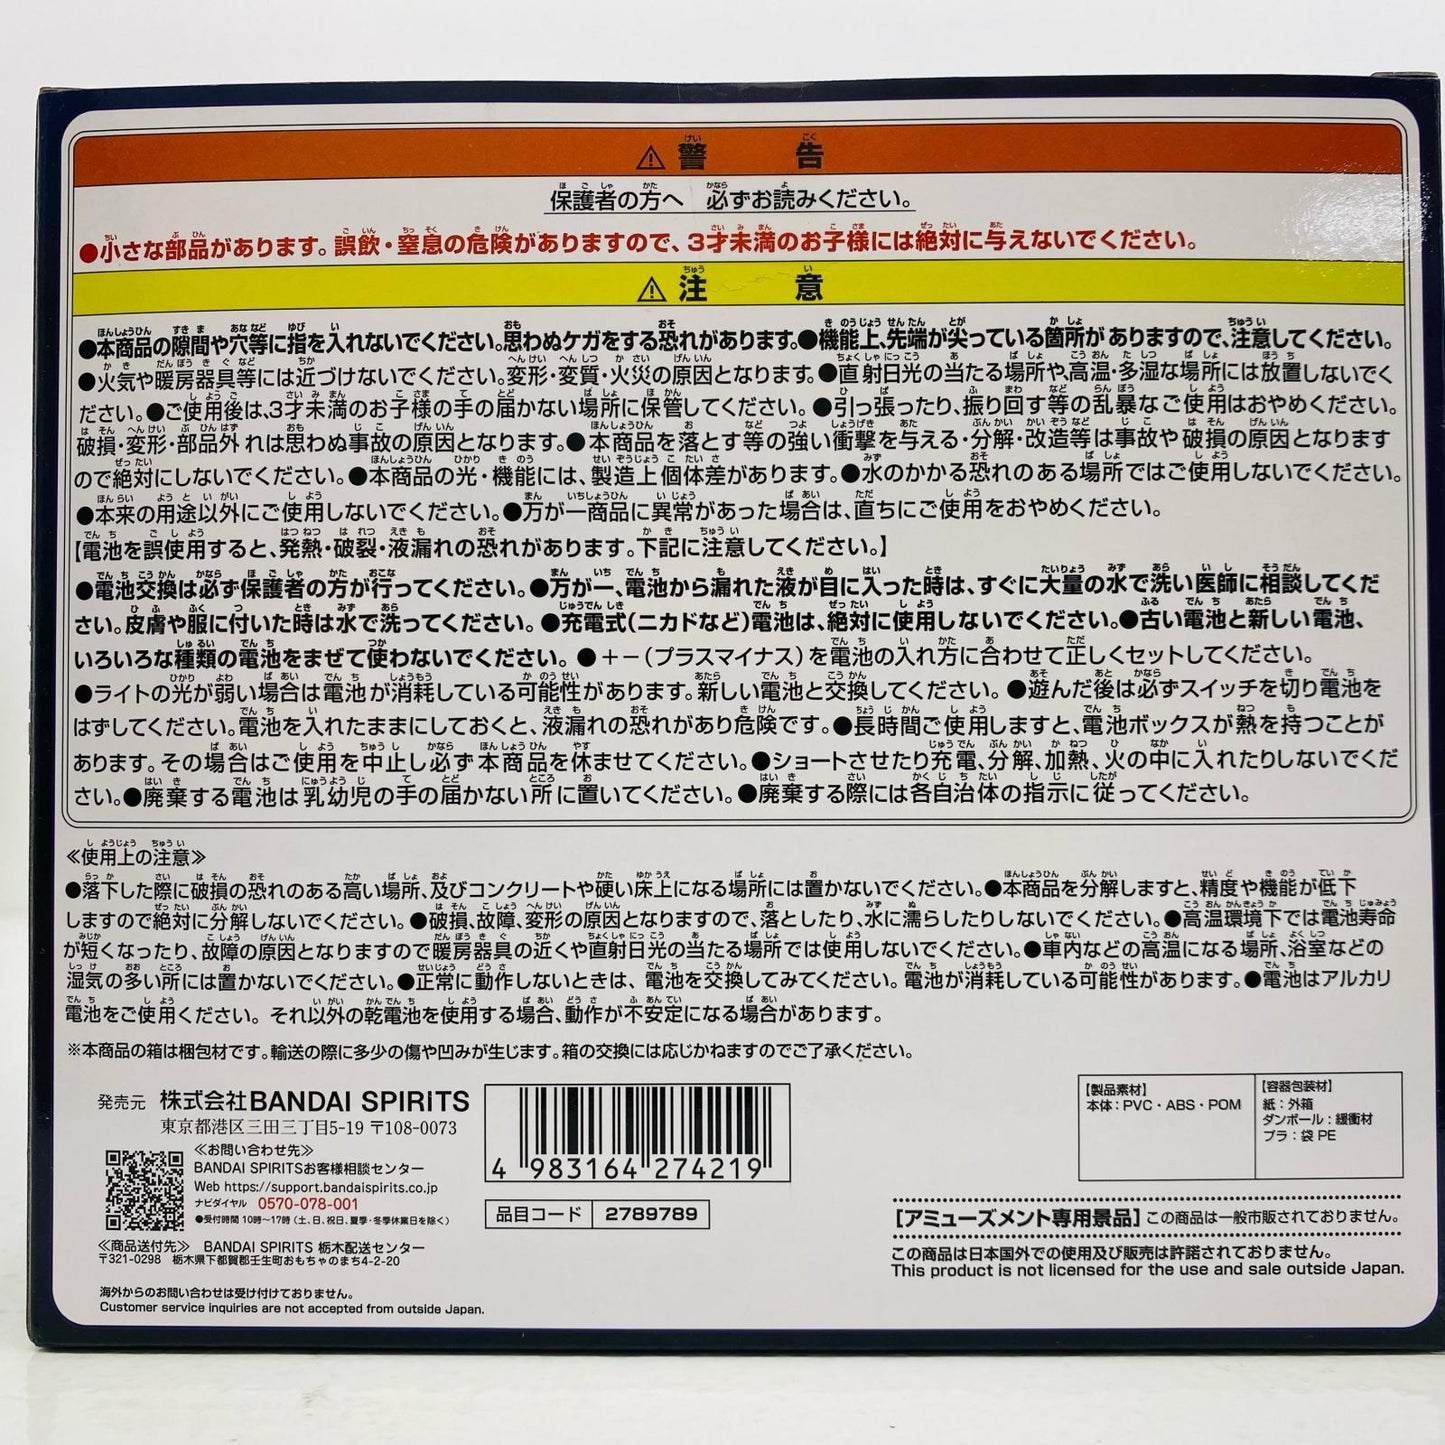 ⚠警告
保護者の方へ 必ずお読みください。
●小さな部品があります。誤飲・窒息の危険がありますので、3才未満のお子様には絶対に与えないでください。
⚠注意
●本商品の隙間や穴等に指を入れないでください。思わぬケガをする恐れがあります。●機能上、先端が尖っている箇所がありますので、注意してください。
●火気や暖房器具等には近づけないでください。変形・変質・火災の原因となります。●直射日光の当たる場所や、高温・多湿な場所には放置しないでく
ださい。●ご使用後は、3才未満のお子様の手の届かない場所に保管してください。●引っ張ったり、振り回す等の乱暴なご使用はおやめください。
破損・変形・部品外れは思わぬ事故の原因となります。●本商品を落とす等の強い衝撃を与える・分解・改造等は事故や破損の原因となります
ので絶対にしないでください。●本商品の光・機能には、製造上個体差があります。●水のかかる恐れのある場所ではご使用しないでください。
●本来の用途以外にご使用しないでください。●万が一商品に異常があった場合は、直ちにご使用をおやめください。
【電池を誤使用すると、発熱・破裂・液漏れの恐れがあります。下記に注意してください。】
●電池交換は必ず保護者の方が行ってください。●万が一、電池から漏れた液が目に入った時は、すぐに大量の水で洗い医師に相談してくだ
さい。皮膚や服に付いた時は水で洗ってください。●充電式(ニカドなど)電池は、絶対に使用しないでください。●古い電池と新しい電池、
いろいろな種類の電池をまぜて使わないでください。●+-(プラスマイナス)を電池の入れ方に合わせて正しくセットしてください。
●ライトの光が弱い場合は電池が消耗している可能性があります。新しい電池と交換してください。●遊んだ後は必ずスイッチを切り電池を
はずしてください。電池を入れたままにしておくと、液漏れの恐れがあり危険です。●長時間ご使用しますと、電池ボックスが熱を持つことが
あります。その場合はご使用を中止し必ず本商品を休ませてください。●ショートさせたり充電、分解、加熱、火の中に入れたりしないでくだ
さい。●廃棄する電池は乳幼児の手の届かない所に置いてください。●廃棄する際には各自治体の指示に従ってください。
≪使用上の注意≫
●落下した際に破損の恐れのある高い場所、及びコンクリートや硬い床上になる場所には置かないでください。●本商品を分解しますと、精度や機能が低下
しますので絶対に分解しないでください。●破損、故障、変形の原因となりますので、落としたり、水に濡らしたりしないでください。●高温環境下では電池寿命
が短くなったり、故障の原因となりますので暖房器具の近くや直射日光の当たる場所では使用しないでください。●車内などの高温になる場所、浴室などの
湿気の多い所には置かないでください。●正常に動作しないときは、電池を交換してみてください。電池が消耗している可能性があります。●電池はアルカリ
電池をご使用ください。それ以外の乾電池を使用する場合、動作が不安定になる場合があります。
※本商品の箱は梱包材です。輸送の際に多少の傷や凹みが生じます。箱の交換には応じかねますのでご了承ください。
発売元 株式会社BANDAI SPIRITS
東京都港区三田三丁目5-19 〒108-0073
≪お問い合わせ先≫
BANDAI SPIRITSお客様相談センター
Web https://support.bandaispirits.co.jp
ナビダイヤル 0570-078-001
●受付時間 10時～17時 (土、日、祝日、夏季・冬季休業日を除く)
≪商品送付先≫ BANDAI SPIRITS 栃木配送センター
〒321-0298 栃木県下都賀郡壬生町おもちゃのまち4-2-20
海外からのお問い合わせは受け付けておりません。
Customer service inquiries are not accepted from outside Japan.
4 983164 274219
品目コード 2789789
【製品素材】
本体：PVC・ABS・POM
【容器包装材】
紙：外箱
ダンボール：緩衝材
プラ：袋 PE
【アミューズメント専用景品】この商品は一般市販されておりません。
この商品は日本国外での使用及び販売は許諾されておりません。
This product is not licensed for the use and sale outside Japan.